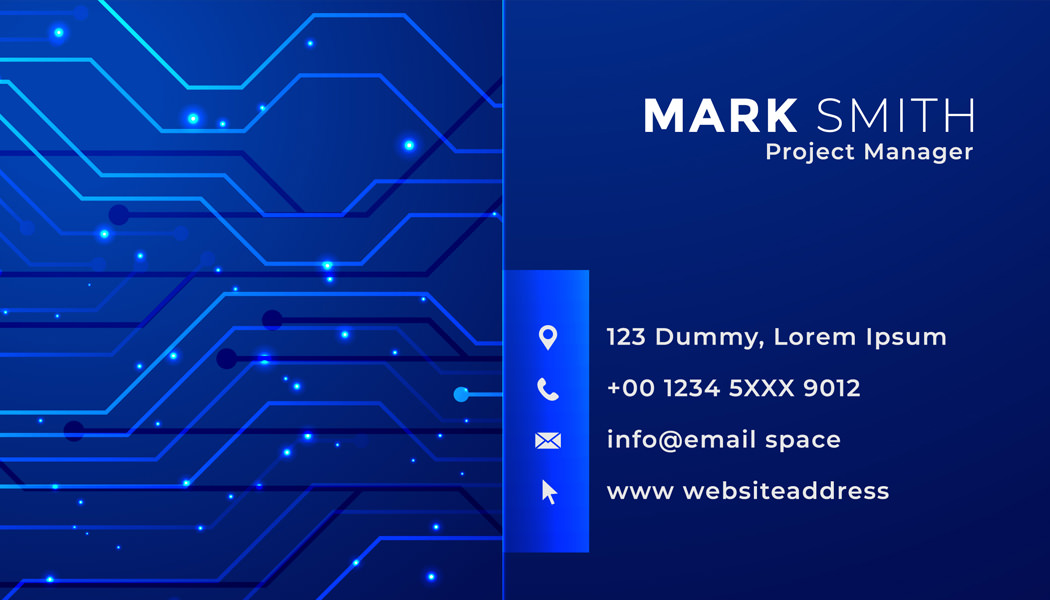 MARK SMITH
Project Manager
123 Dummy, Lorem Ipsum
+00 1234 5XXX 9012
info@email space
www websiteaddress